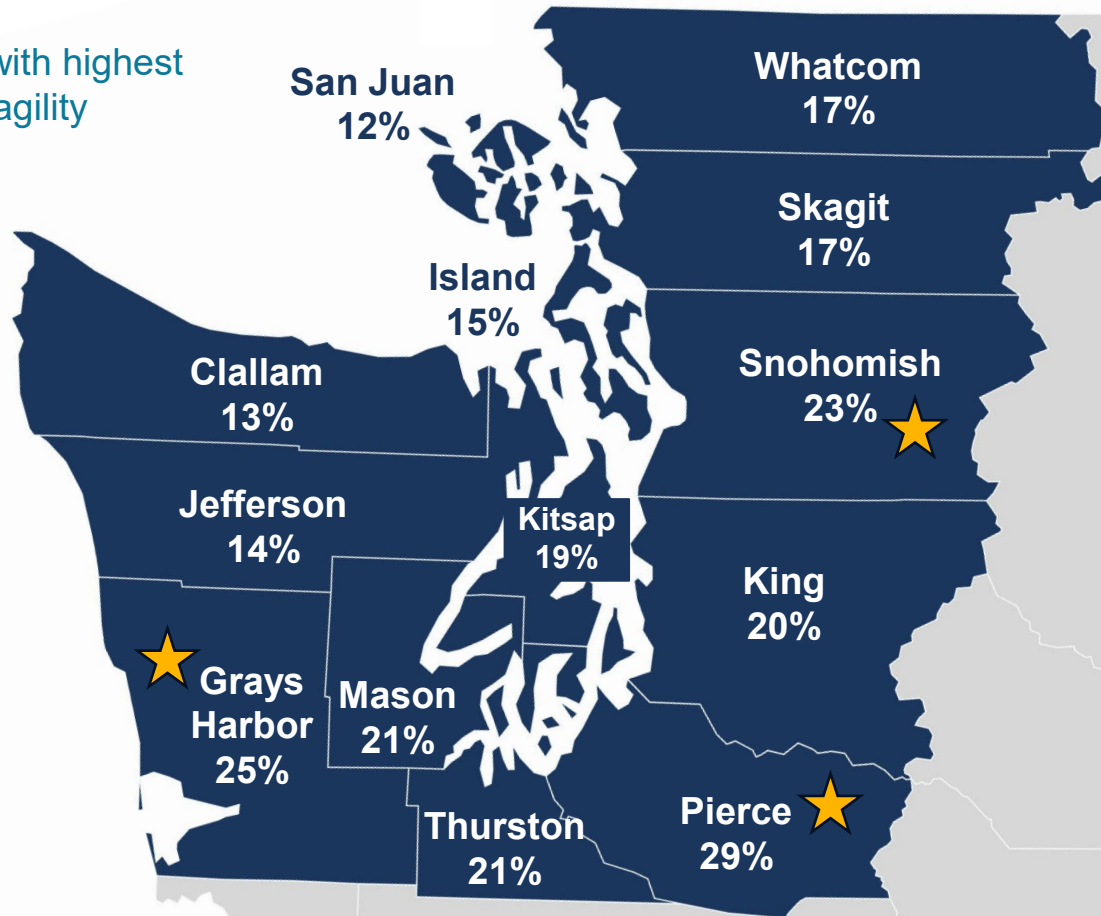 with highest
agility
San Juan
12%
Whatcom
17%
Skagit
17%
Island
15%
Snohomish
23%
Clallam
13%
Jefferson
14%
Kitsap
19%
King
20%
Grays
Harbor
25%
Mason
21%
Thurston
21%
Pierce
29%